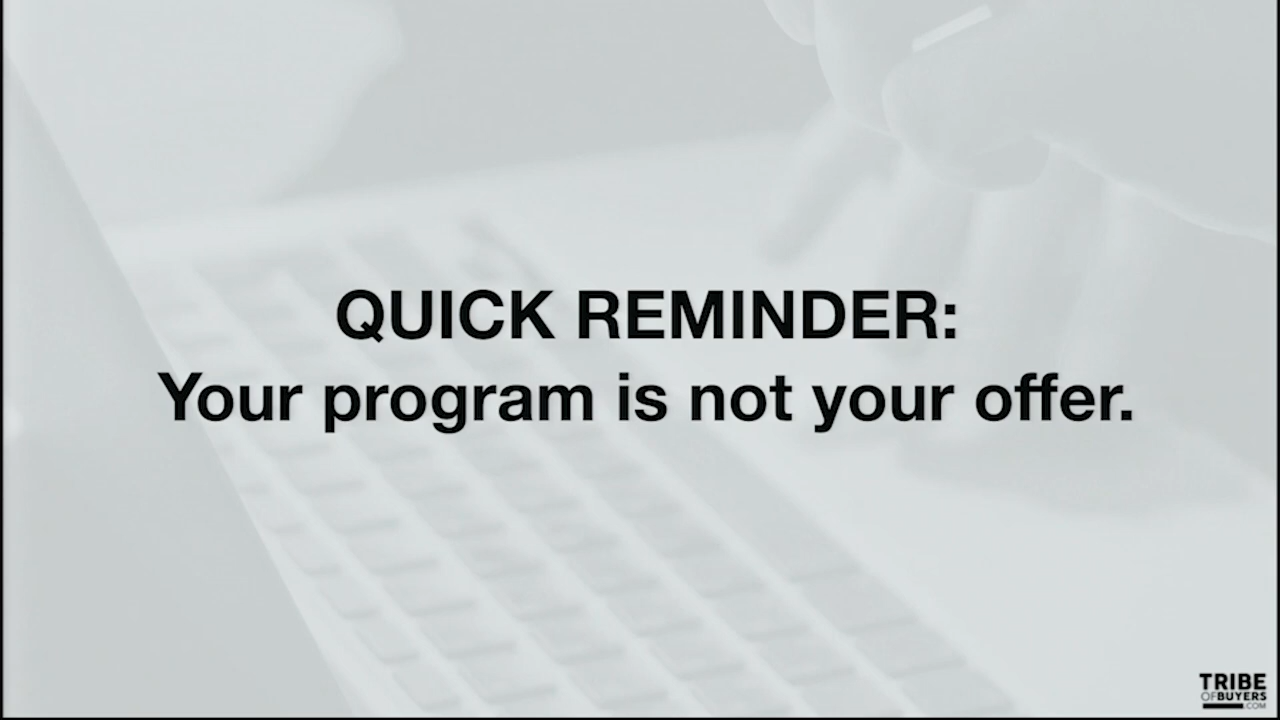 QUICK REMINDER:
Your program is not your offer.
TRIBE
OFBUYERS
.COM